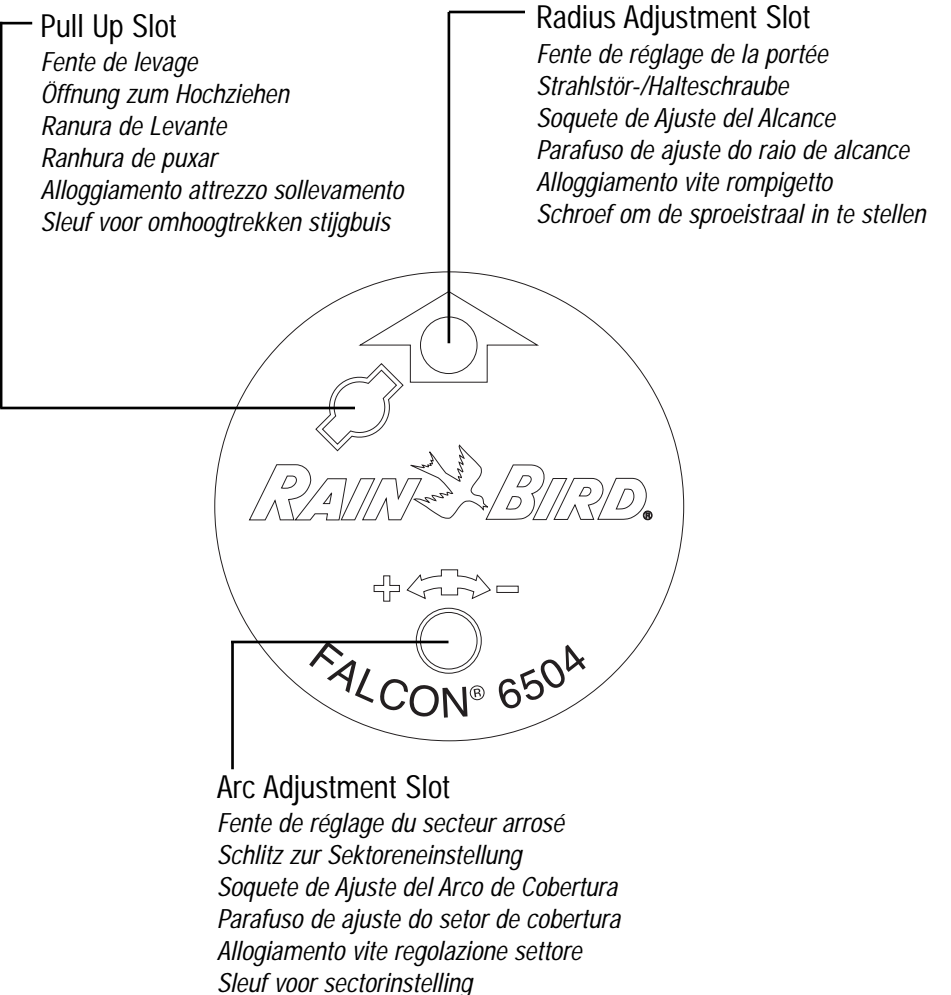 Pull Up Slot
Fente de levage
Öffnung zum Hochziehen
Ranura de Levante
Ranhura de puxar
Alloggiamento attrezzo sollevamento
Sleuf voor omhoogtrekken stijgbuis
Radius Adjustment Slot
Fente de réglage de la portée
Strahlstör-/Halteschraube
Soquete de Ajuste del Alcance
Parafuso de ajuste do raio de alcance
Alloggiamento vite rompigetto
Schroef om de sproeistraal in te stellen
RAIN BIRD®
+ −
FALCON® 6504
Arc Adjustment Slot
Fente de réglage du secteur arrosé
Schlitz zur Sektoreneinstellung
Soquete de Ajuste del Arco de Cobertura
Parafuso de ajuste do setor de cobertura
Allogiamento vite regolazione settore
Sleuf voor sectorinstelling